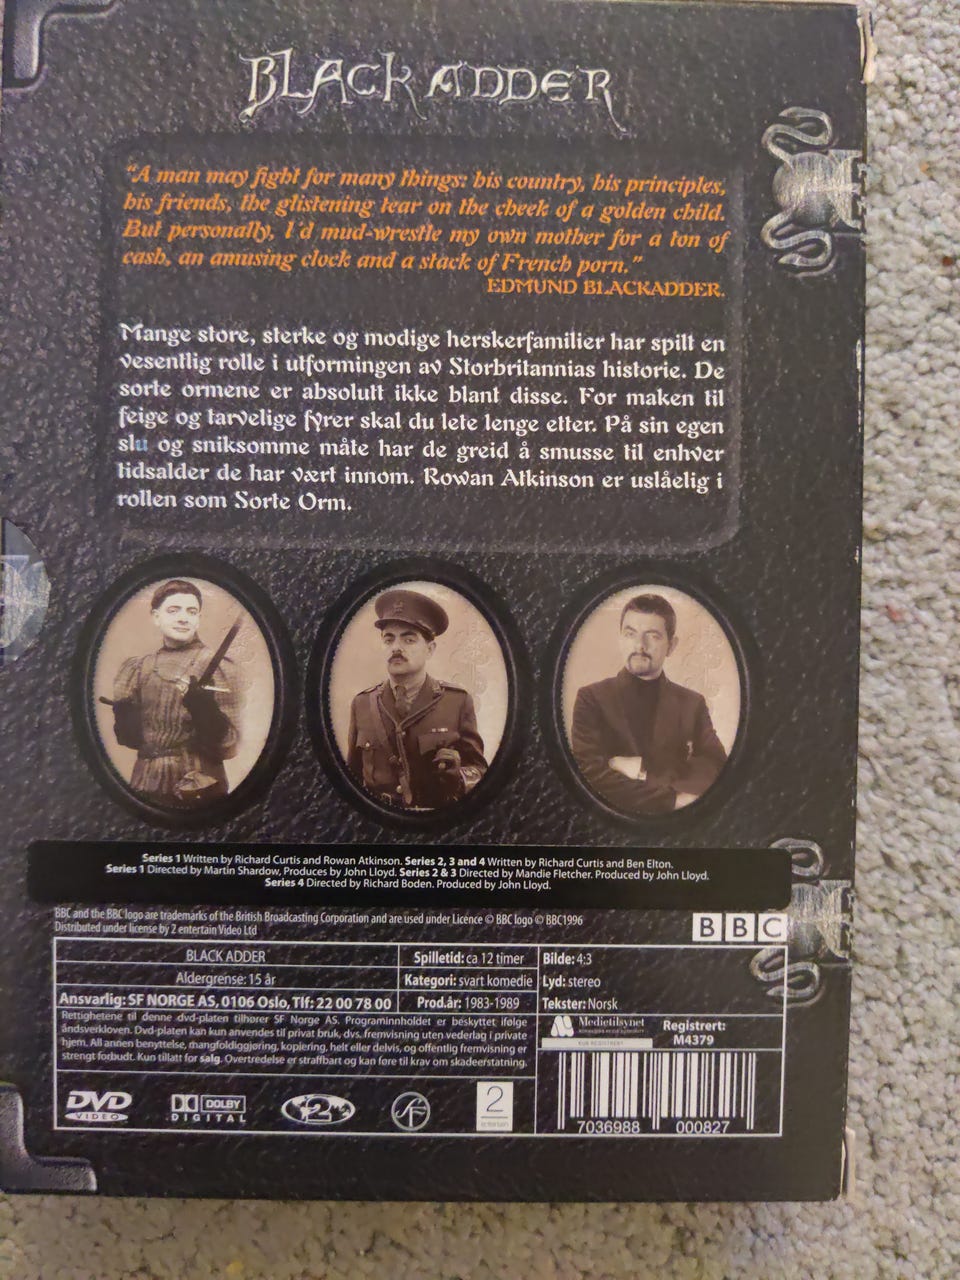 BLACK ADDER
"A man may fight for many things: his country, his principles,
his friends, the glistening tear on the cheek of a golden child.
But personally, I'd mud-wrestle my own mother for a ton of
cash, an amusing clock and a stack of French porn."
EDMUND BLACKADDER.
Mange store, sterke og modige herskerfamilier har spilt en
vesentlig rolle i utformingen av Storbritannias historie. De
sorte ormene er absolutt ikke blant disse. For maken til
feige og tarvelige fyrer skal du lete lenge etter. På sin egen
slu og sniksomme måte har de greid å smusse til enhver
tidsalder de har vært innom. Rowan Atkinson er uslåelig i
rollen som Sorte Orm.
Series 1 Written by Richard Curtis and Rowan Atkinson. Series 2, 3 and 4 Written by Richard Curtis and Ben Elton.
Series 1 Directed by Martin Shardow, Produces by John Lloyd. Series 2 & 3 Directed by Mandie Fletcher. Produced by John Lloyd.
Series 4 Directed by Richard Boden. Produced by John Lloyd.
BBC and the BBC logo are trademarks of the British Broadcasting Corporation and are used under Licence © BBC logo © BBC1996
Distributed under license by 2 entertain Video Ltd
BBC
BLACK ADDER
Aldergrense: 15 år
Ansvarlig: SF NORGE AS, 0106 Oslo, Tlf: 22 00 78 00
Spilletid: ca 12 timer
Kategori: svart komedie
Prod.år: 1983-1989
Bilde: 4:3
Lyd: stereo
Tekster: Norsk
Rettighetene til denne dvd-platen tilhører SF Norge AS. Programinnholdet er beskyttet ifølge
åndsverkloven. Dvd-platen kan kun anvendes til privat bruk, dvs. fremvisning uten vederlag i private
hjem. All annen benyttelse, mangfoldiggjøring, kopiering, helt eller delvis, og offentlig fremvisning er
strengt forbudt. Kun tillatt for salg. Overtredelse er straffbart og kan føre til krav om skadeerstatning.
Medietilsynet
Registrert:
M4379
DVD
VIDEO
DOLBY
DIGITAL
2
SF
2
7036988 000827